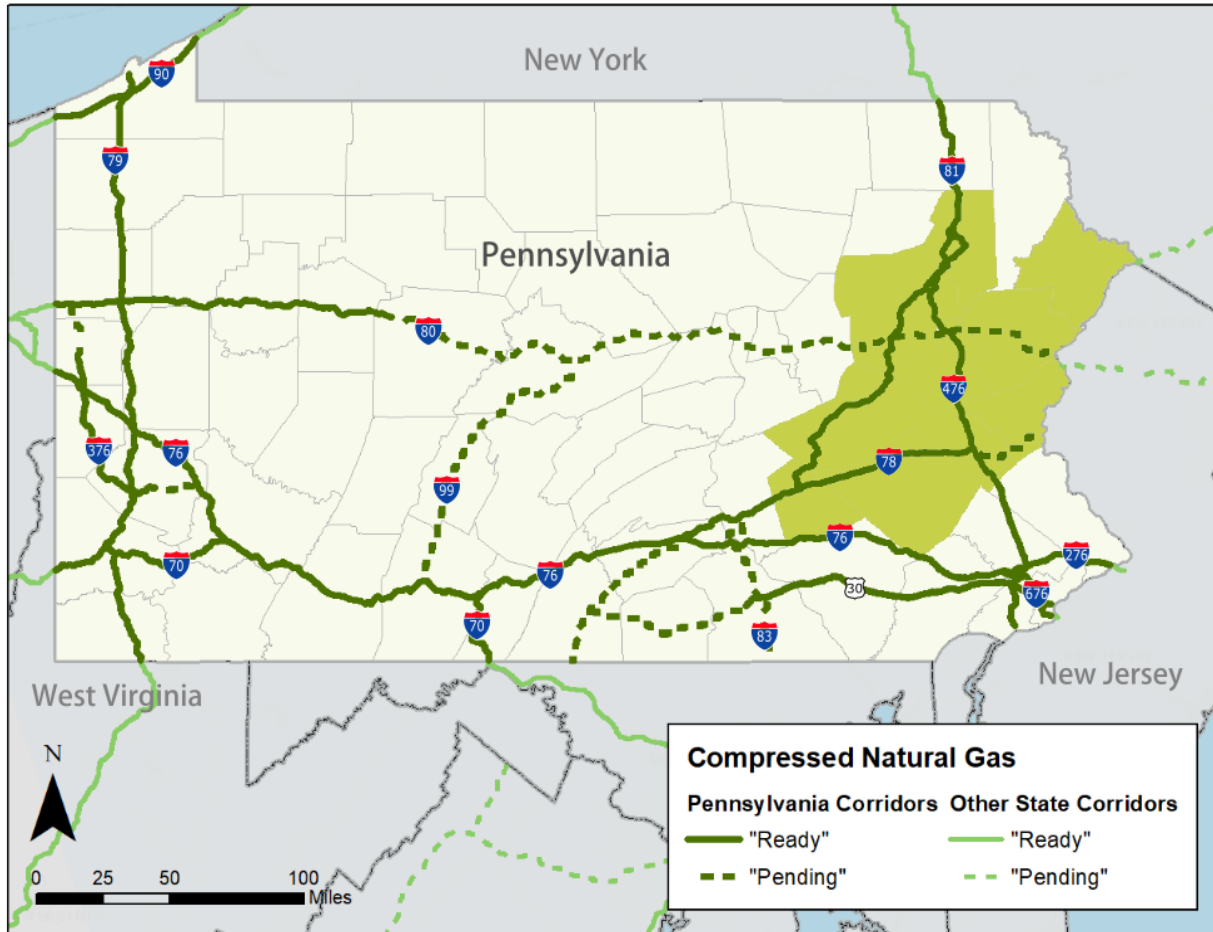 New York
90
79
81
Pennsylvania
80
476
376
76
78
99
76
276
70
76
30
676
70
83
West Virginia
New Jersey
N
0 25 50 100
Miles
Compressed Natural Gas
Pennsylvania Corridors Other State Corridors
"Ready" "Ready"
"Pending" "Pending"